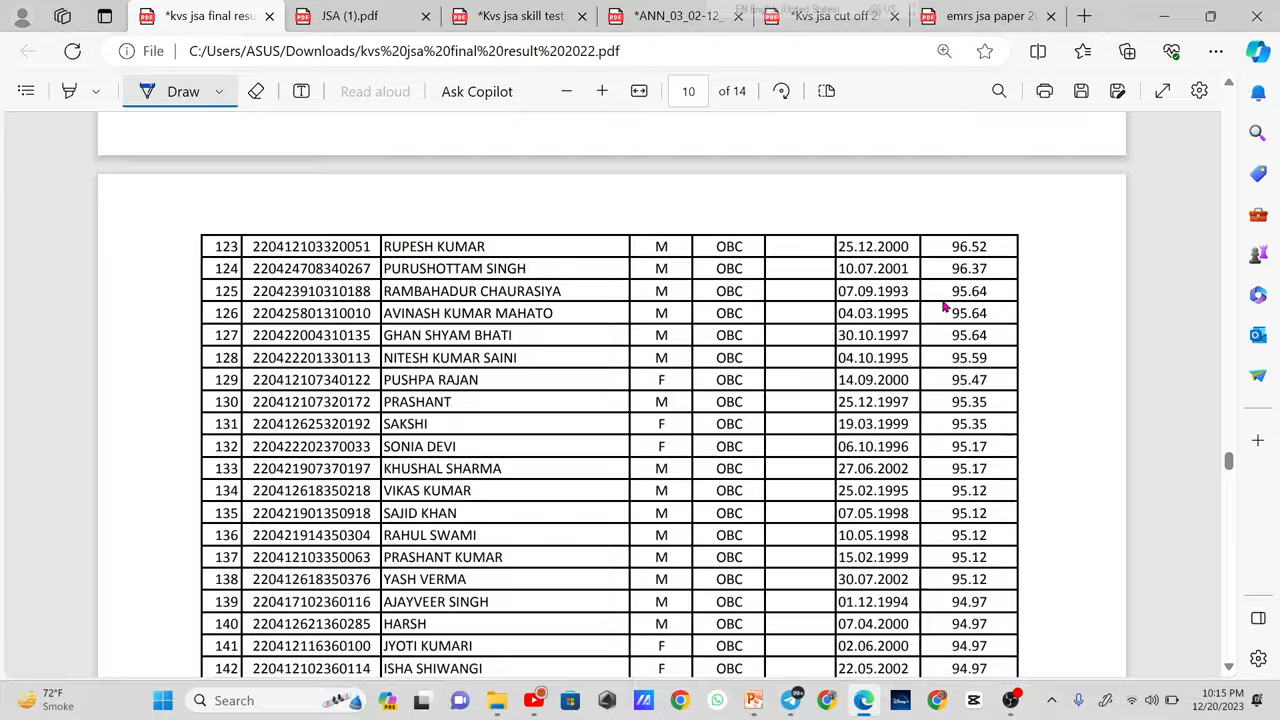 *kvs jsa final resu
JSA (1).pdf
*Kvs jsa skill test
*ANN_03_02-12_
*Kvs jsa cut off 2
emrs jsa paper 2
File C:/Users/ASUS/Downloads/kvs%20jsa%20final%20result%202022.pdf
Draw Read aloud Ask Copilot 10 of 14
123 220412103320051 RUPESH KUMAR M OBC 25.12.2000 96.52
124 220424708340267 PURUSHOTTAM SINGH M OBC 10.07.2001 96.37
125 220423910310188 RAMBAHADUR CHAURASIYA M OBC 07.09.1993 95.64
126 220425801310010 AVINASH KUMAR MAHATO M OBC 04.03.1995 95.64
127 220422004310135 GHAN SHYAM BHATI M OBC 30.10.1997 95.64
128 220422201330113 NITESH KUMAR SAINI M OBC 04.10.1995 95.59
129 220412107340122 PUSHPA RAJAN F OBC 14.09.2000 95.47
130 220412107320172 PRASHANT M OBC 25.12.1997 95.35
131 220412625320192 SAKSHI F OBC 19.03.1999 95.35
132 220422202370033 SONIA DEVI F OBC 06.10.1996 95.17
133 220421907370197 KHUSHAL SHARMA M OBC 27.06.2002 95.17
134 220412618350218 VIKAS KUMAR M OBC 25.02.1995 95.12
135 220421901350918 SAJID KHAN M OBC 07.05.1998 95.12
136 220421914350304 RAHUL SWAMI M OBC 10.05.1998 95.12
137 220412103350063 PRASHANT KUMAR M OBC 15.02.1999 95.12
138 220412618350376 YASH VERMA M OBC 30.07.2002 95.12
139 220417102360116 AJAYVEER SINGH M OBC 01.12.1994 94.97
140 220412621360285 HARSH M OBC 07.04.2000 94.97
141 220412116360100 JYOTI KUMARI F OBC 02.06.2000 94.97
142 220412102360114 ISHA SHIWANGI F OBC 22.05.2002 94.97
72°F
Smoke
Search
99+
10:15 PM
12/20/2023